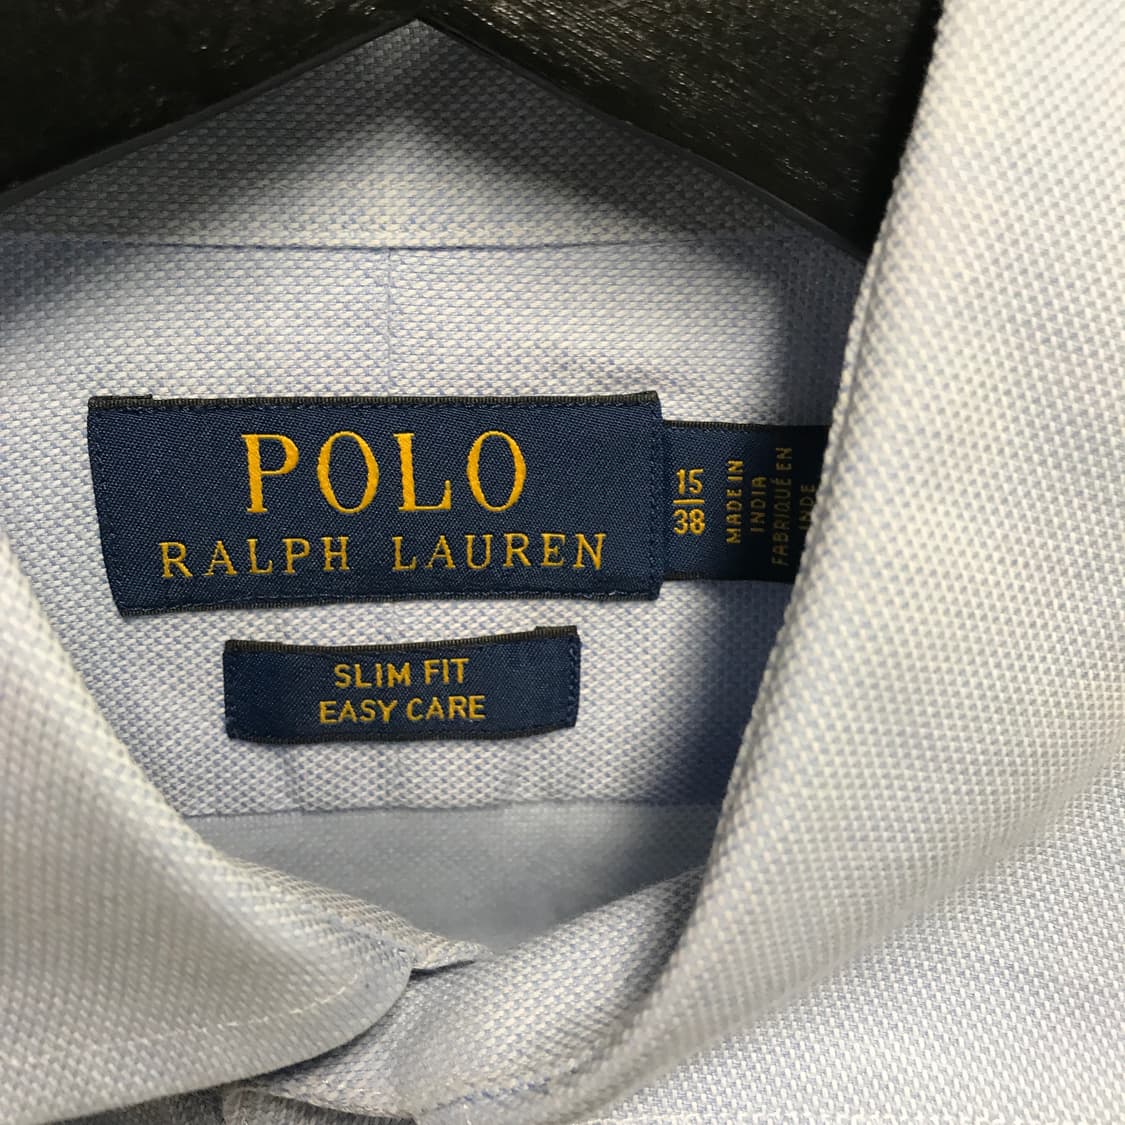 POLO
RALPH LAUREN
15
38
MADE IN
INDIA
FABRIQUÉ EN
INDE
SLIM FIT
EASY CARE